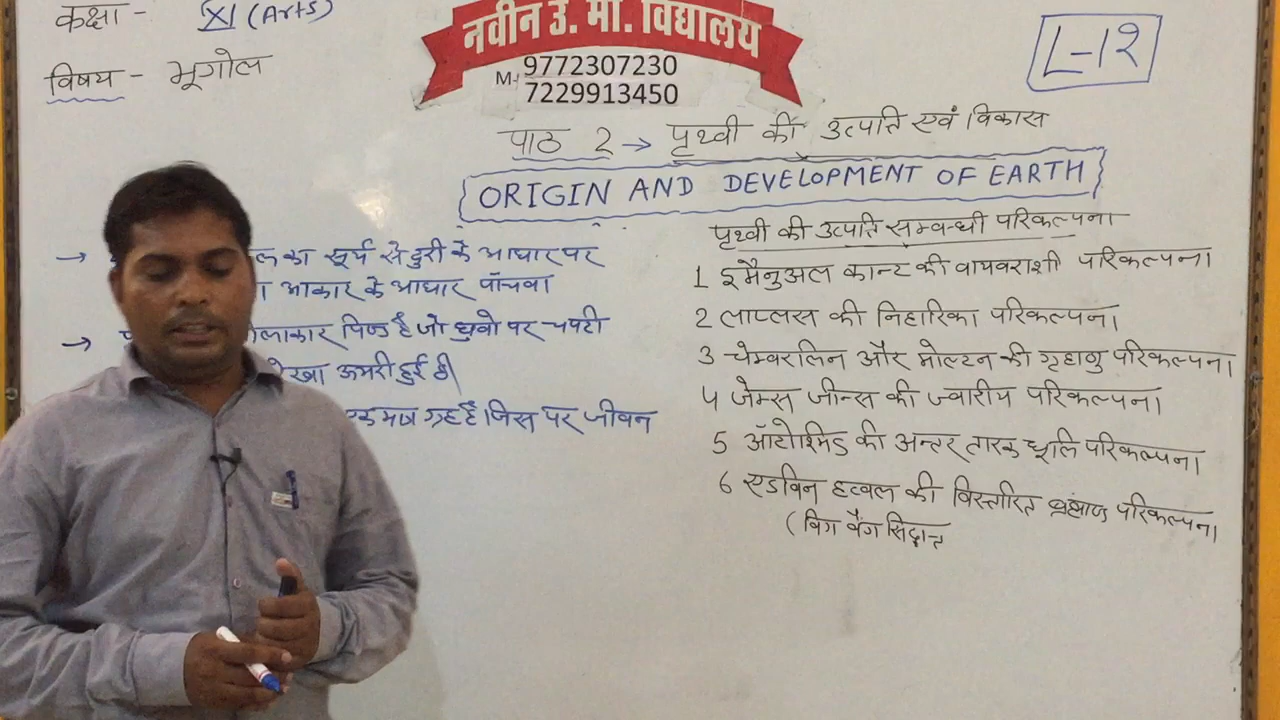 कक्षा - XI (Arts)
विषय - भूगोल
नवीन उ. मा. विद्यालय
M- 9772307230
7229913450
L-12
पाठ 2 → पृथ्वी की उत्पति एवं विकास
ORIGIN AND DEVELOPMENT OF EARTH
→ का सूर्य से दुरी के आधार पर
आकार के आधार पाँचवा
→ पिण्ड है जो ध्रुवो पर चपटी
रेखा ऊभरी हुई है।
ग्रह है। जिस पर जीवन
पृथ्वी की उत्पति सम्बन्धी परिकल्पना
1 इमैनुअल कान्ट की वायवराशी परिकल्पना
2 लाप्लस की निहारिका परिकल्पना
3 चेम्बरलिन और मोल्टन की ग्रहाणु परिकल्पना
4 जेम्स जीन्स की ज्वारीय परिकल्पना
5 ऑटोश्मिड की अन्तर तारक धूलि परिकल्पना
6 एडविन हब्बल की विस्तारित ब्रह्माण्ड परिकल्पना
(बिग बैंग सिद्वान्त